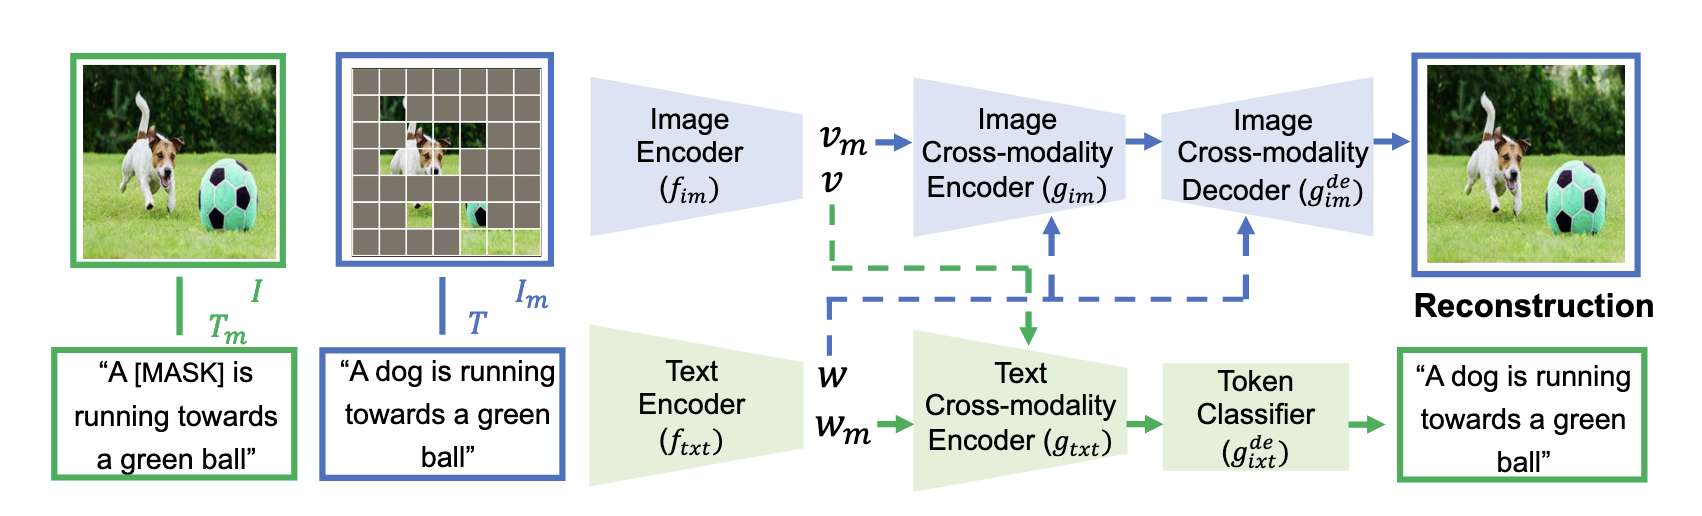 I
T_m
"A [MASK] is
running towards
a green ball"
I_m
T
"A dog is running
towards a green
ball"
Image
Encoder
(f_{im})
Text
Encoder
(f_{txt})
v_m
v
w
w_m
Image
Cross-modality
Encoder (g_{im})
Text
Cross-modality
Encoder (g_{txt})
Image
Cross-modality
Decoder (g_{im}^{de})
Token
Classifier
(g_{ixt}^{de})
Reconstruction
“A dog is running
towards a green
ball”